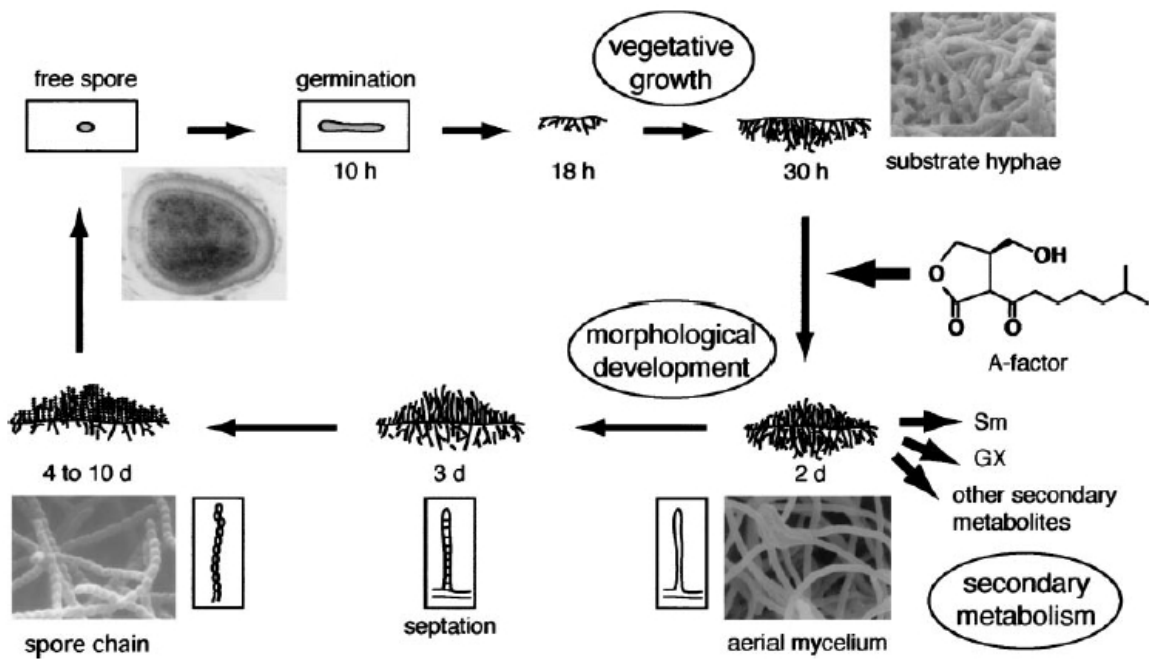 free spore
germination
vegetative
growth
10 h
18 h
30 h
substrate hyphae
OH
O
O
O
A-factor
morphological
development
Sm
GX
other secondary
metabolites
4 to 10 d
3 d
2 d
spore chain
septation
aerial mycelium
secondary
metabolism